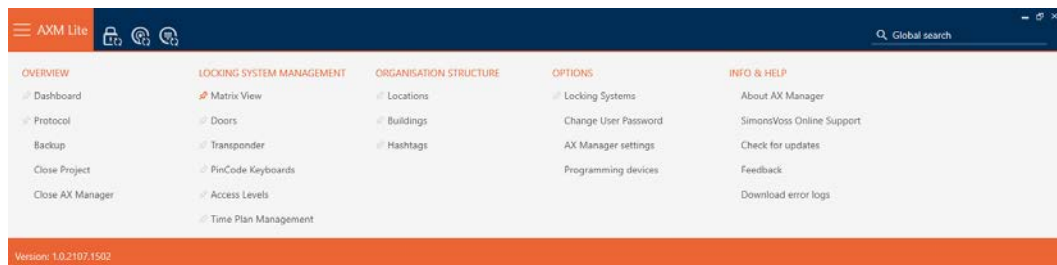 AXM Lite
Global search
OVERVIEW
Dashboard
Protocol
Backup
Close Project
Close AX Manager
LOCKING SYSTEM MANAGEMENT
Matrix View
Doors
Transponder
PinCode Keyboards
Access Levels
Time Plan Management
ORGANISATION STRUCTURE
Locations
Buildings
Hashtags
OPTIONS
Locking Systems
Change User Password
AX Manager settings
Programming devices
INFO & HELP
About AX Manager
SimonsVoss Online Support
Check for updates
Feedback
Download error logs
Version: 1.0.2107.1502